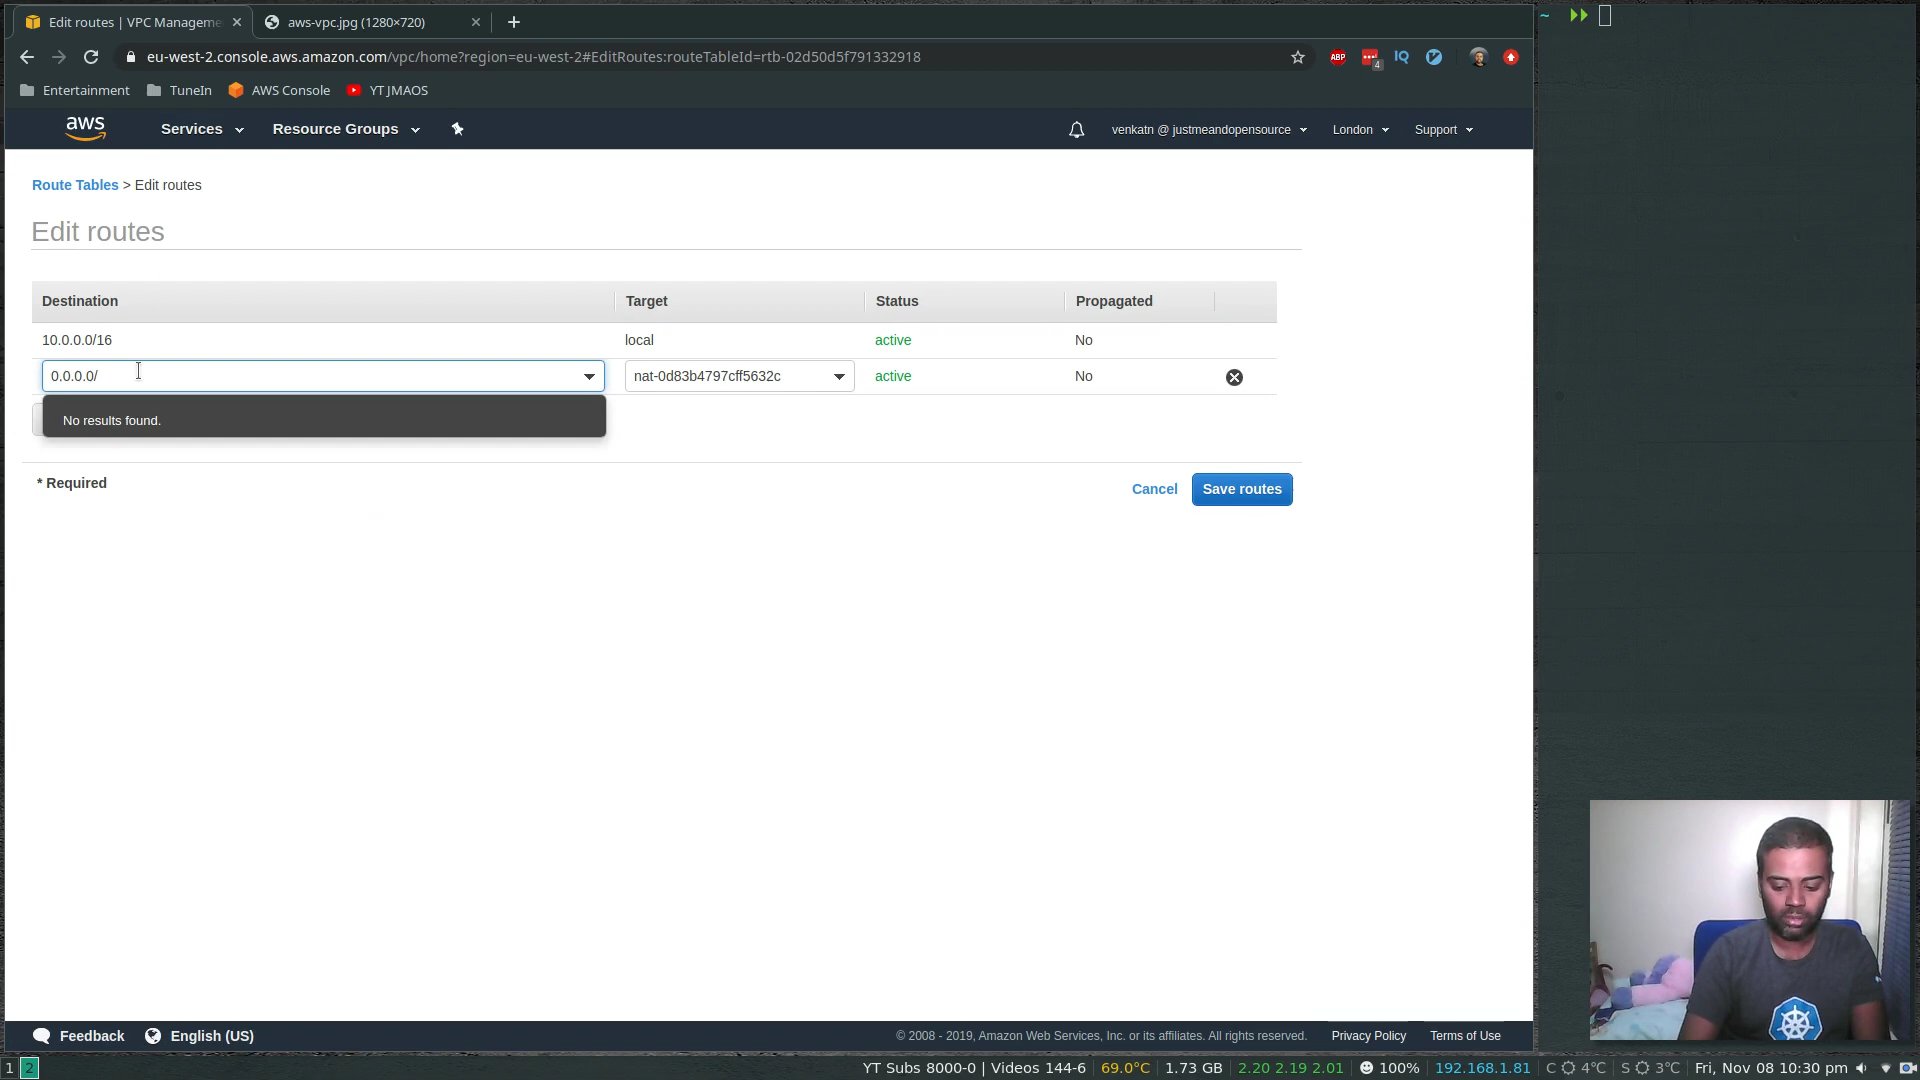 Edit routes | VPC Manageme
aws-vpc.jpg (1280×720)
~
eu-west-2.console.aws.amazon.com/vpc/home?region=eu-west-2#EditRoutes:routeTableId=rtb-02d50d5f791332918
ABP
4
IQ
Entertainment
TuneIn
AWS Console
YT JMAOS
aws
Services
Resource Groups
venkatn @ justmeandopensource
London
Support
Route Tables > Edit routes
Edit routes
Destination Target Status Propagated
10.0.0.0/16 local active No
0.0.0.0/ nat-0d83b4797cff5632c active No
No results found.
* Required
Cancel
Save routes
Feedback
English (US)
© 2008 - 2019, Amazon Web Services, Inc. or its affiliates. All rights reserved.
Privacy Policy
Terms of Use
1 2
YT Subs 8000-0 | Videos 144-6 | 69.0°C | 1.73 GB | 2.20 2.19 2.01 | 100% | 192.168.1.81 | C 4°C | S 3°C | Fri, Nov 08 10:30 pm